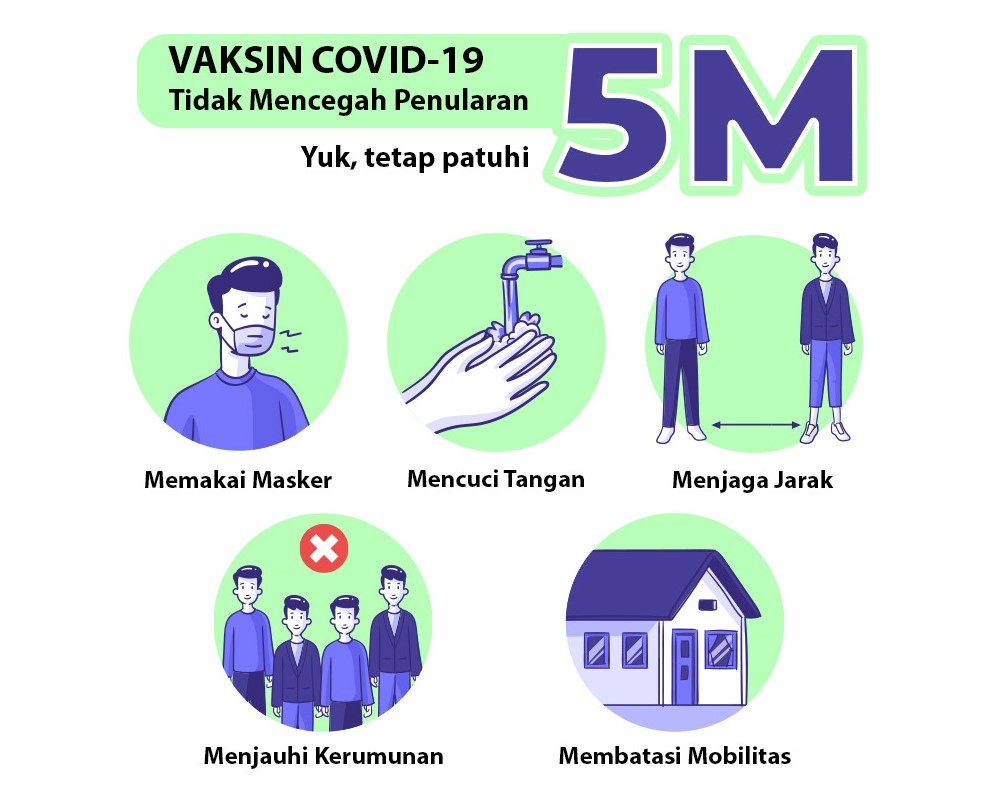 VAKSIN COVID-19
Tidak Mencegah Penularan
Yuk, tetap patuhi
5M
Memakai Masker
Mencuci Tangan
Menjaga Jarak
Menjauhi Kerumunan
Membatasi Mobilitas